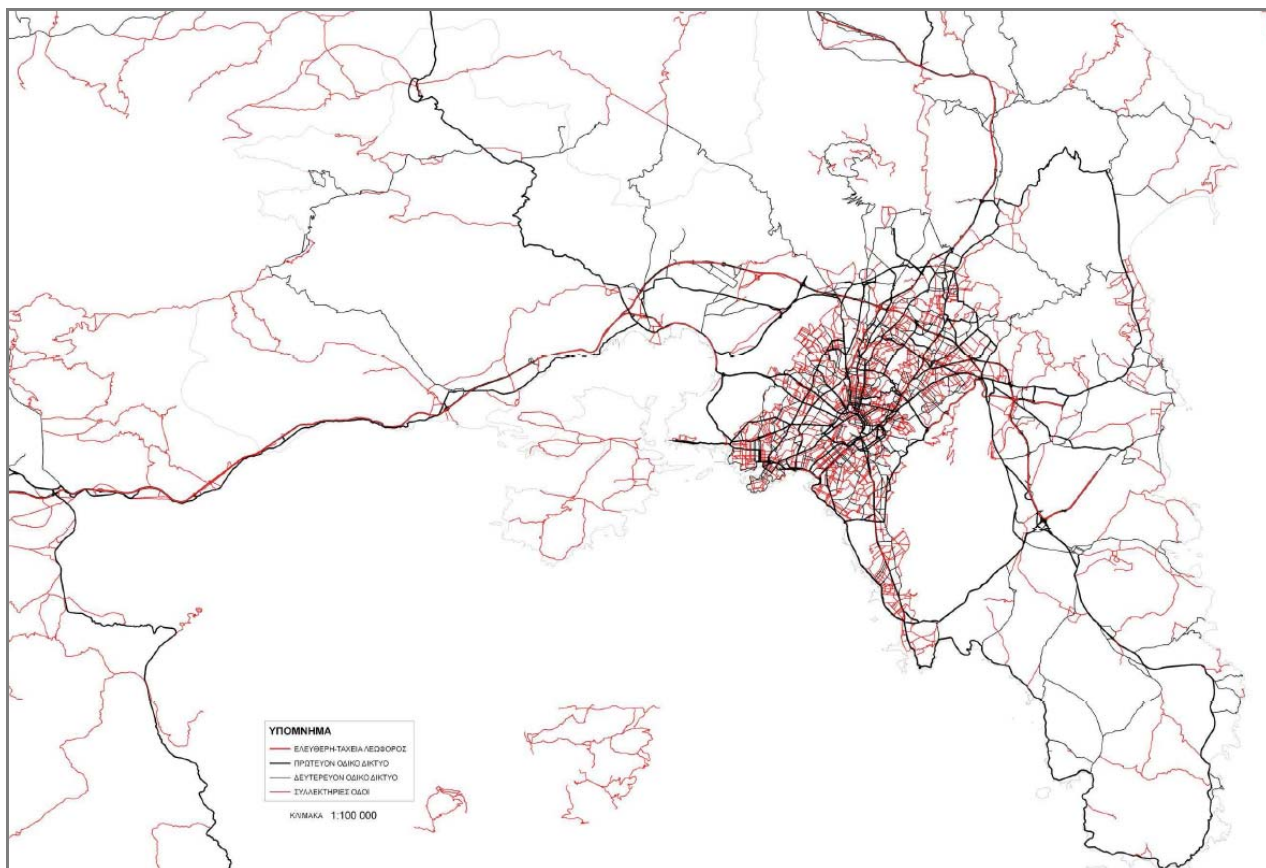 ΥΠΟΜΝΗΜΑ
ΕΛΕΥΘΕΡΗ-ΤΑΧΕΙΑ ΛΕΩΦΟΡΟΣ
ΠΡΩΤΕΥΟΝ ΟΔΙΚΟ ΔΙΚΤΥΟ
ΔΕΥΤΕΡΕΥΟΝ ΟΔΙΚΟ ΔΙΚΤΥΟ
ΣΥΛΛΕΚΤΗΡΙΕΣ ΟΔΟΙ
ΚΛΙΜΑΚΑ 1:100 000